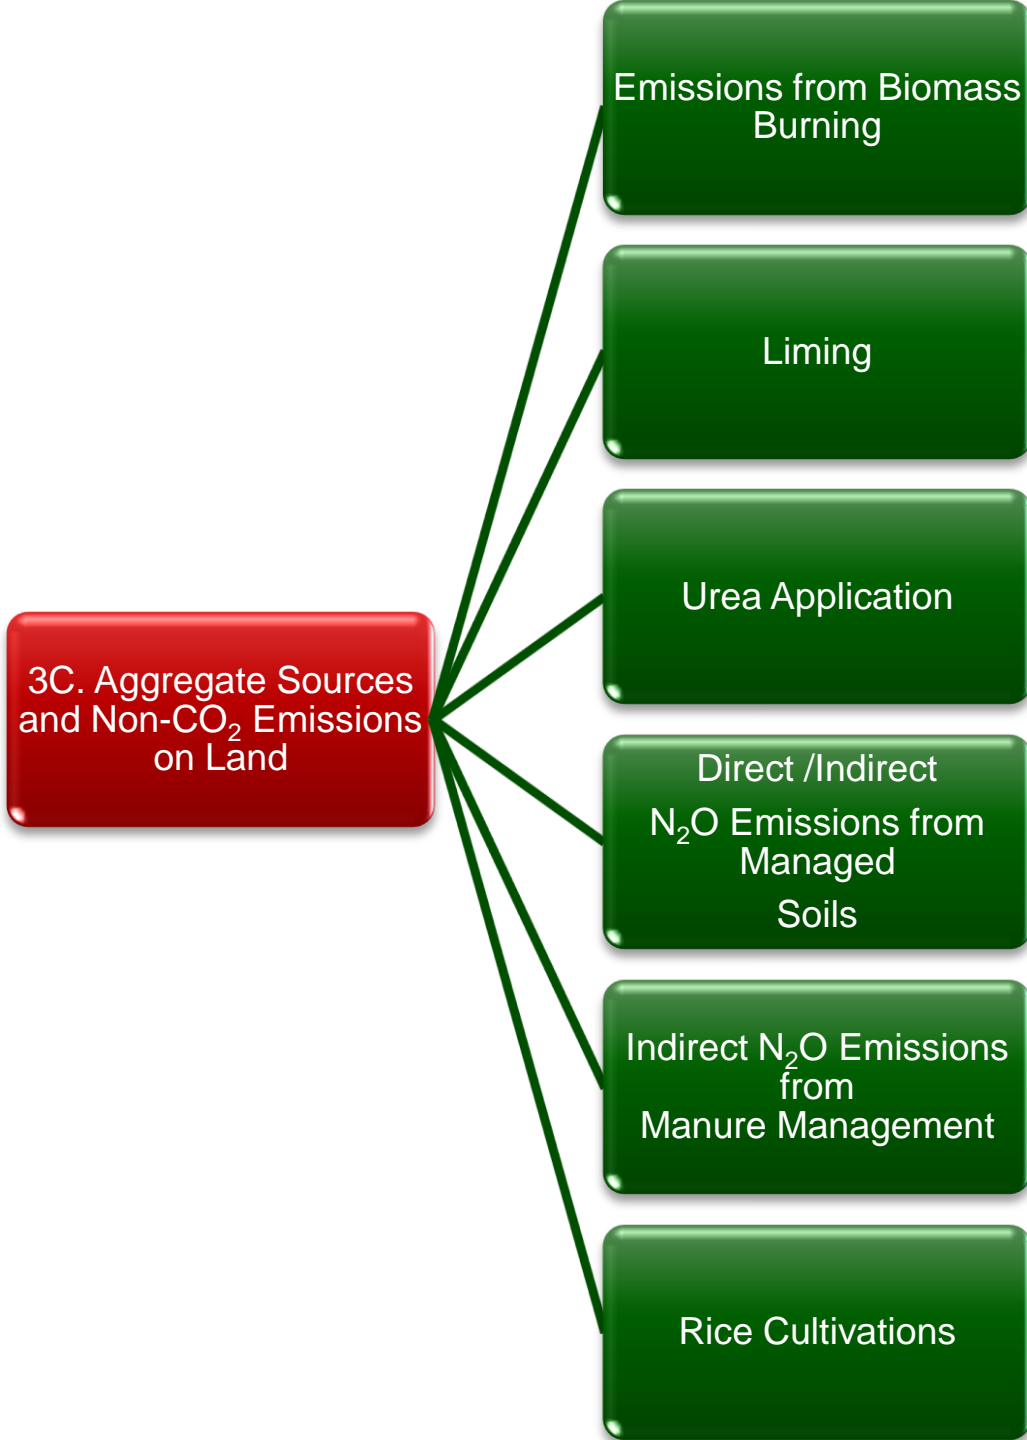 Emissions from Biomass
Burning
Liming
Urea Application
3C. Aggregate Sources
and Non-CO₂ Emissions
on Land
Direct /Indirect
N₂O Emissions from
Managed
Soils
Indirect N₂O Emissions
from
Manure Management
Rice Cultivations